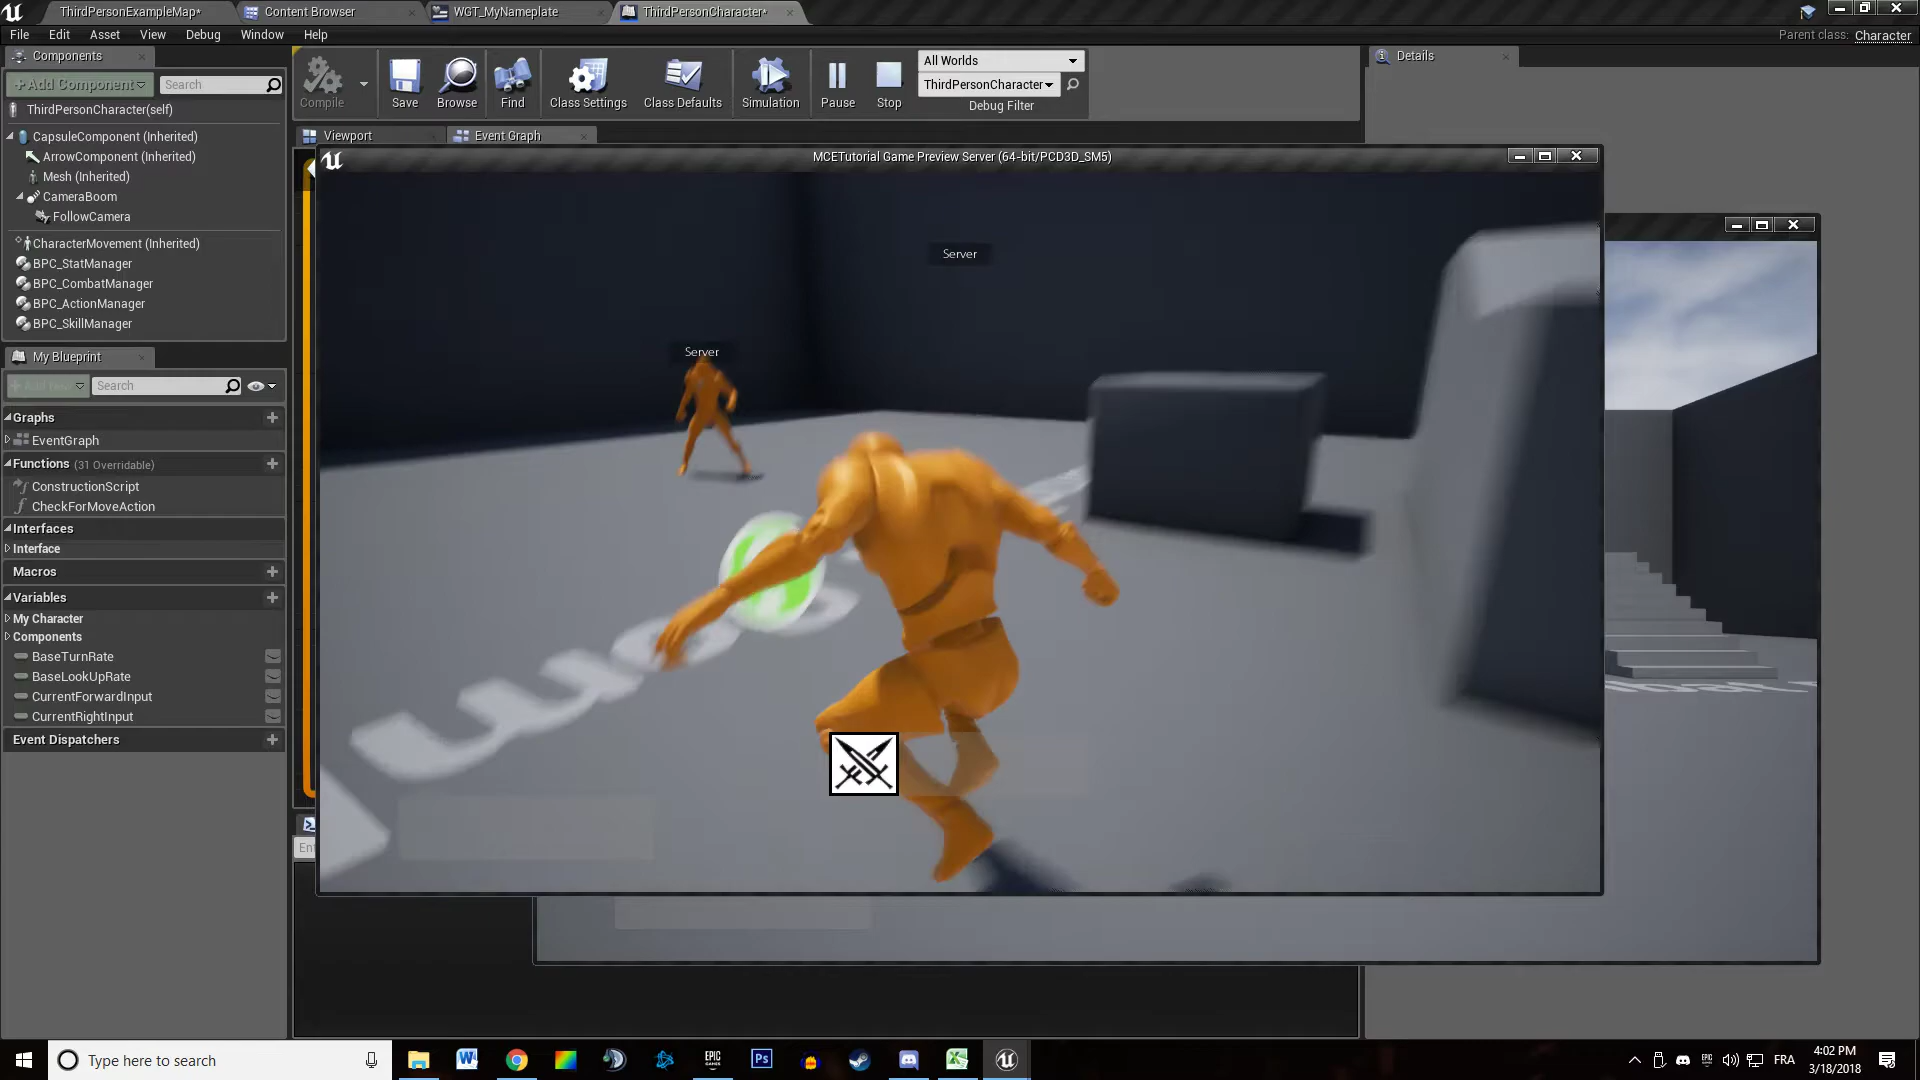 ThirdPersonExampleMap*
Content Browser
WGT_MyNameplate
ThirdPersonCharacter*
File Edit Asset View Debug Window Help
Parent class: Character
Components
+Add Component
Search
ThirdPersonCharacter(self)
CapsuleComponent (Inherited)
ArrowComponent (Inherited)
Mesh (Inherited)
CameraBoom
FollowCamera
CharacterMovement (Inherited)
BPC_StatManager
BPC_CombatManager
BPC_ActionManager
BPC_SkillManager
My Blueprint
Search
Graphs
EventGraph
Functions (31 Overridable)
ConstructionScript
CheckForMoveAction
Interfaces
Interface
Macros
Variables
My Character
Components
BaseTurnRate
BaseLookUpRate
CurrentForwardInput
CurrentRightInput
Event Dispatchers
Compile
Save
Browse
Find
Class Settings
Class Defaults
Simulation
Pause
Stop
All Worlds
ThirdPersonCharacter
Debug Filter
Details
Viewport
Event Graph
MCETutorial Game Preview Server (64-bit/PCD3D_SM5)
Server
Server
Type here to search
EPIC
GAMES
Ps
FRA
4:02 PM
3/18/2018